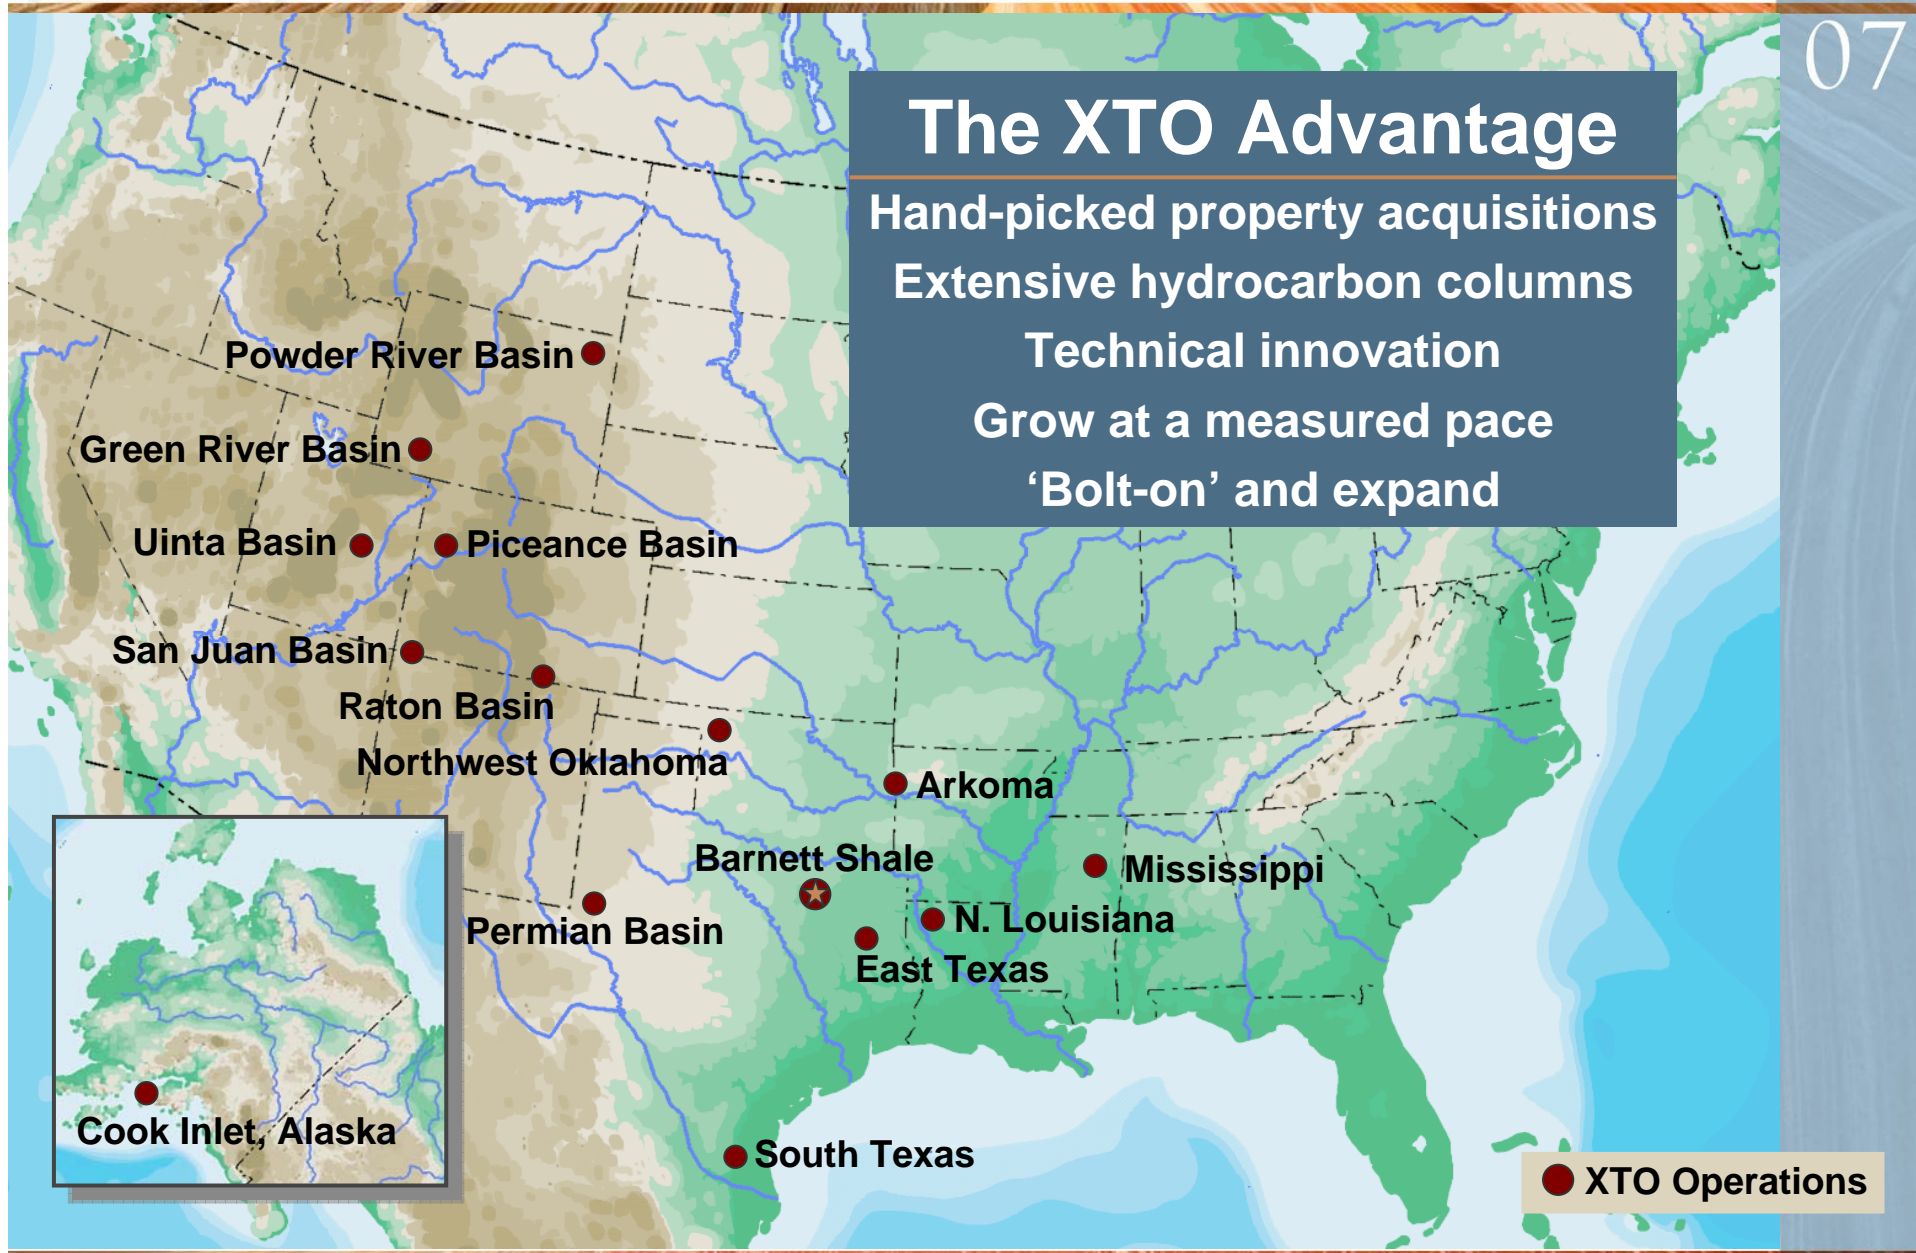 07
The XTO Advantage
Hand-picked property acquisitions
Extensive hydrocarbon columns
Technical innovation
Grow at a measured pace
‘Bolt-on’ and expand
Powder River Basin
Green River Basin
Uinta Basin
Piceance Basin
San Juan Basin
Raton Basin
Northwest Oklahoma
Arkoma
Barnett Shale
Mississippi
Permian Basin
N. Louisiana
East Texas
Cook Inlet, Alaska
South Texas
XTO Operations